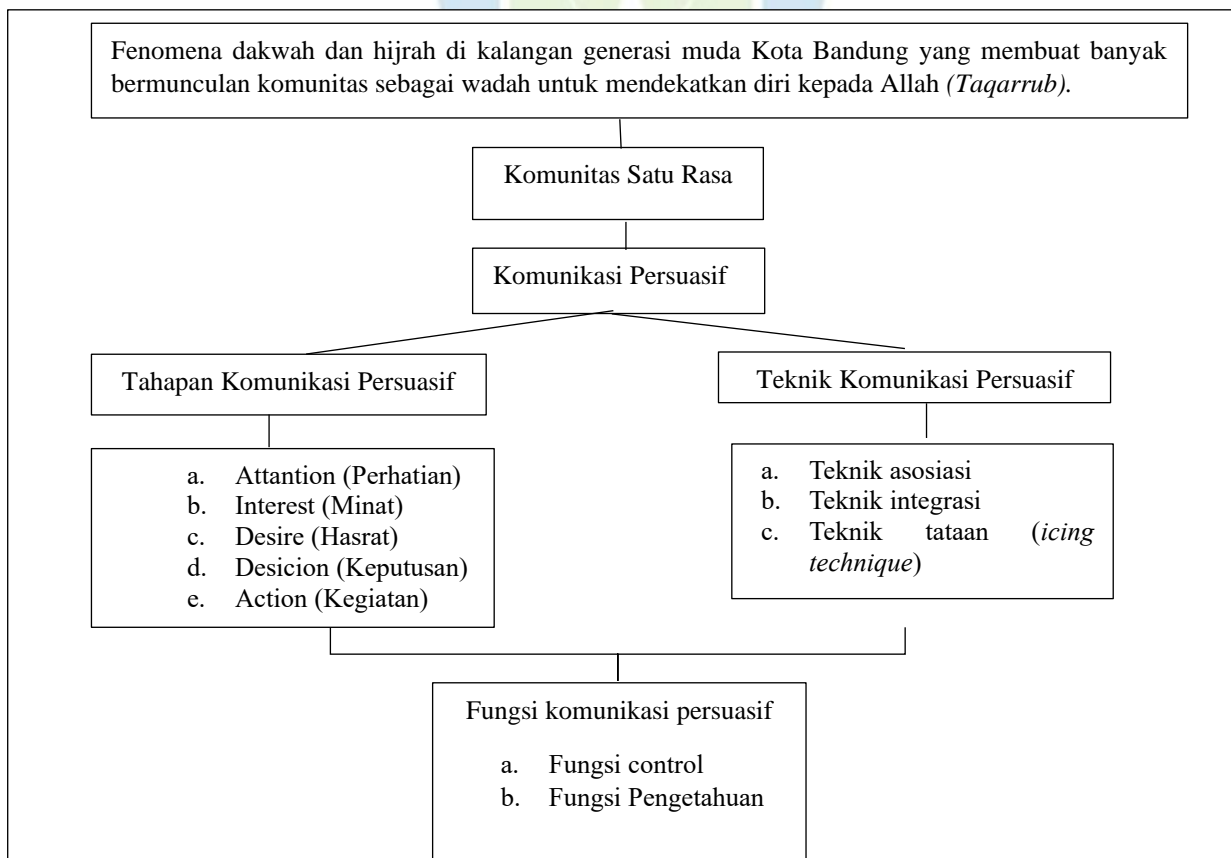 Fenomena dakwah dan hijrah di kalangan generasi muda Kota Bandung yang membuat banyak
bermunculan komunitas sebagai wadah untuk mendekatkan diri kepada Allah (Taqarrub).
Komunitas Satu Rasa
Komunikasi Persuasif
Tahapan Komunikasi Persuasif
a. Attantion (Perhatian)
b. Interest (Minat)
c. Desire (Hasrat)
d. Desicion (Keputusan)
e. Action (Kegiatan)
Teknik Komunikasi Persuasif
a. Teknik asosiasi
b. Teknik integrasi
c. Teknik tataan (icing
technique)
Fungsi komunikasi persuasif
a. Fungsi control
b. Fungsi Pengetahuan